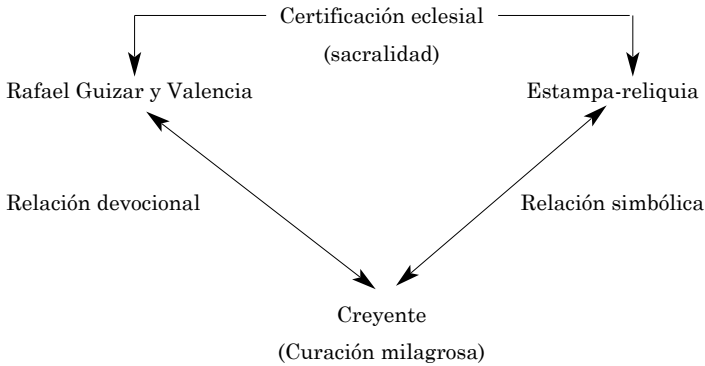 Certificación eclesial
(sacralidad)
Rafael Guizar y Valencia
Estampa-reliquia
Relación devocional
Relación simbólica
Creyente
(Curación milagrosa)